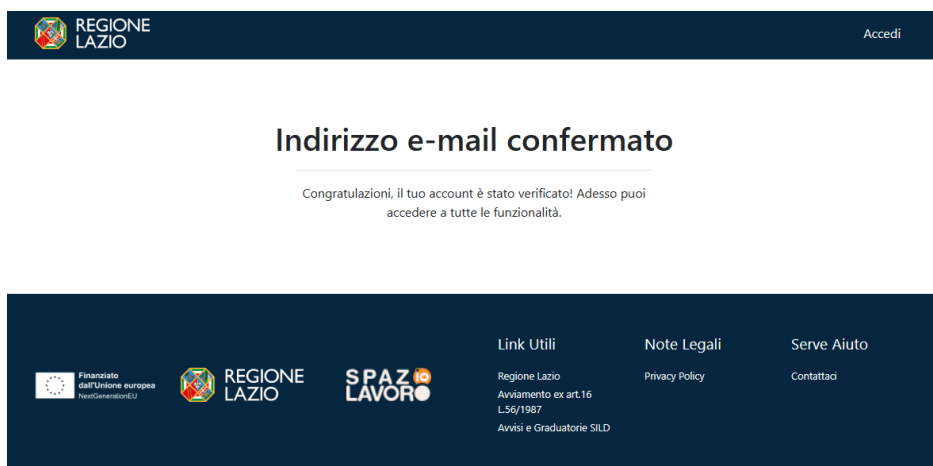 REGIONE
LAZIO
Accedi
Indirizzo e-mail confermato
Congratulazioni, il tuo account è stato verificato! Adesso puoi
accedere a tutte le funzionalità.
Finanziato
dall'Unione europea
NextGenerationEU
REGIONE
LAZIO
SPAZIO
LAVORO
Link Utili
Regione Lazio
Avviamento ex art.16
L.56/1987
Avvisi e Graduatorie SILD
Note Legali
Privacy Policy
Serve Aiuto
Contattaci